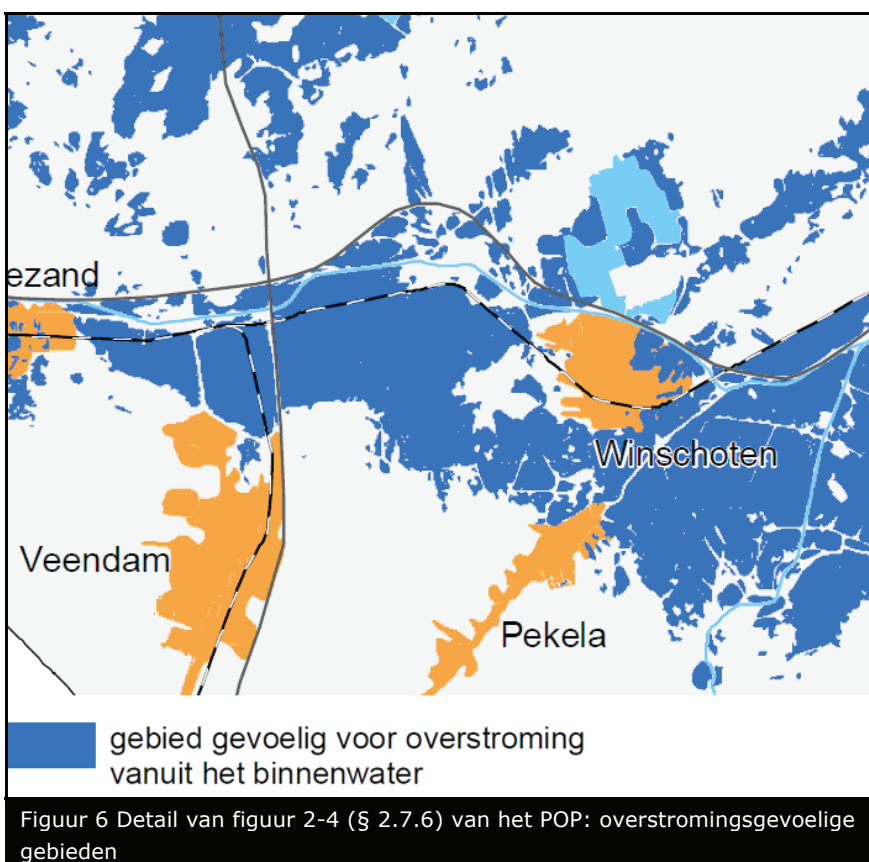 ezand
Winschoten
Veendam
Pekela
gebied gevoelig voor overstroming
vanuit het binnenwater
Figuur 6 Detail van figuur 2-4 (§ 2.7.6) van het POP: overstromingsgevoelige
gebieden